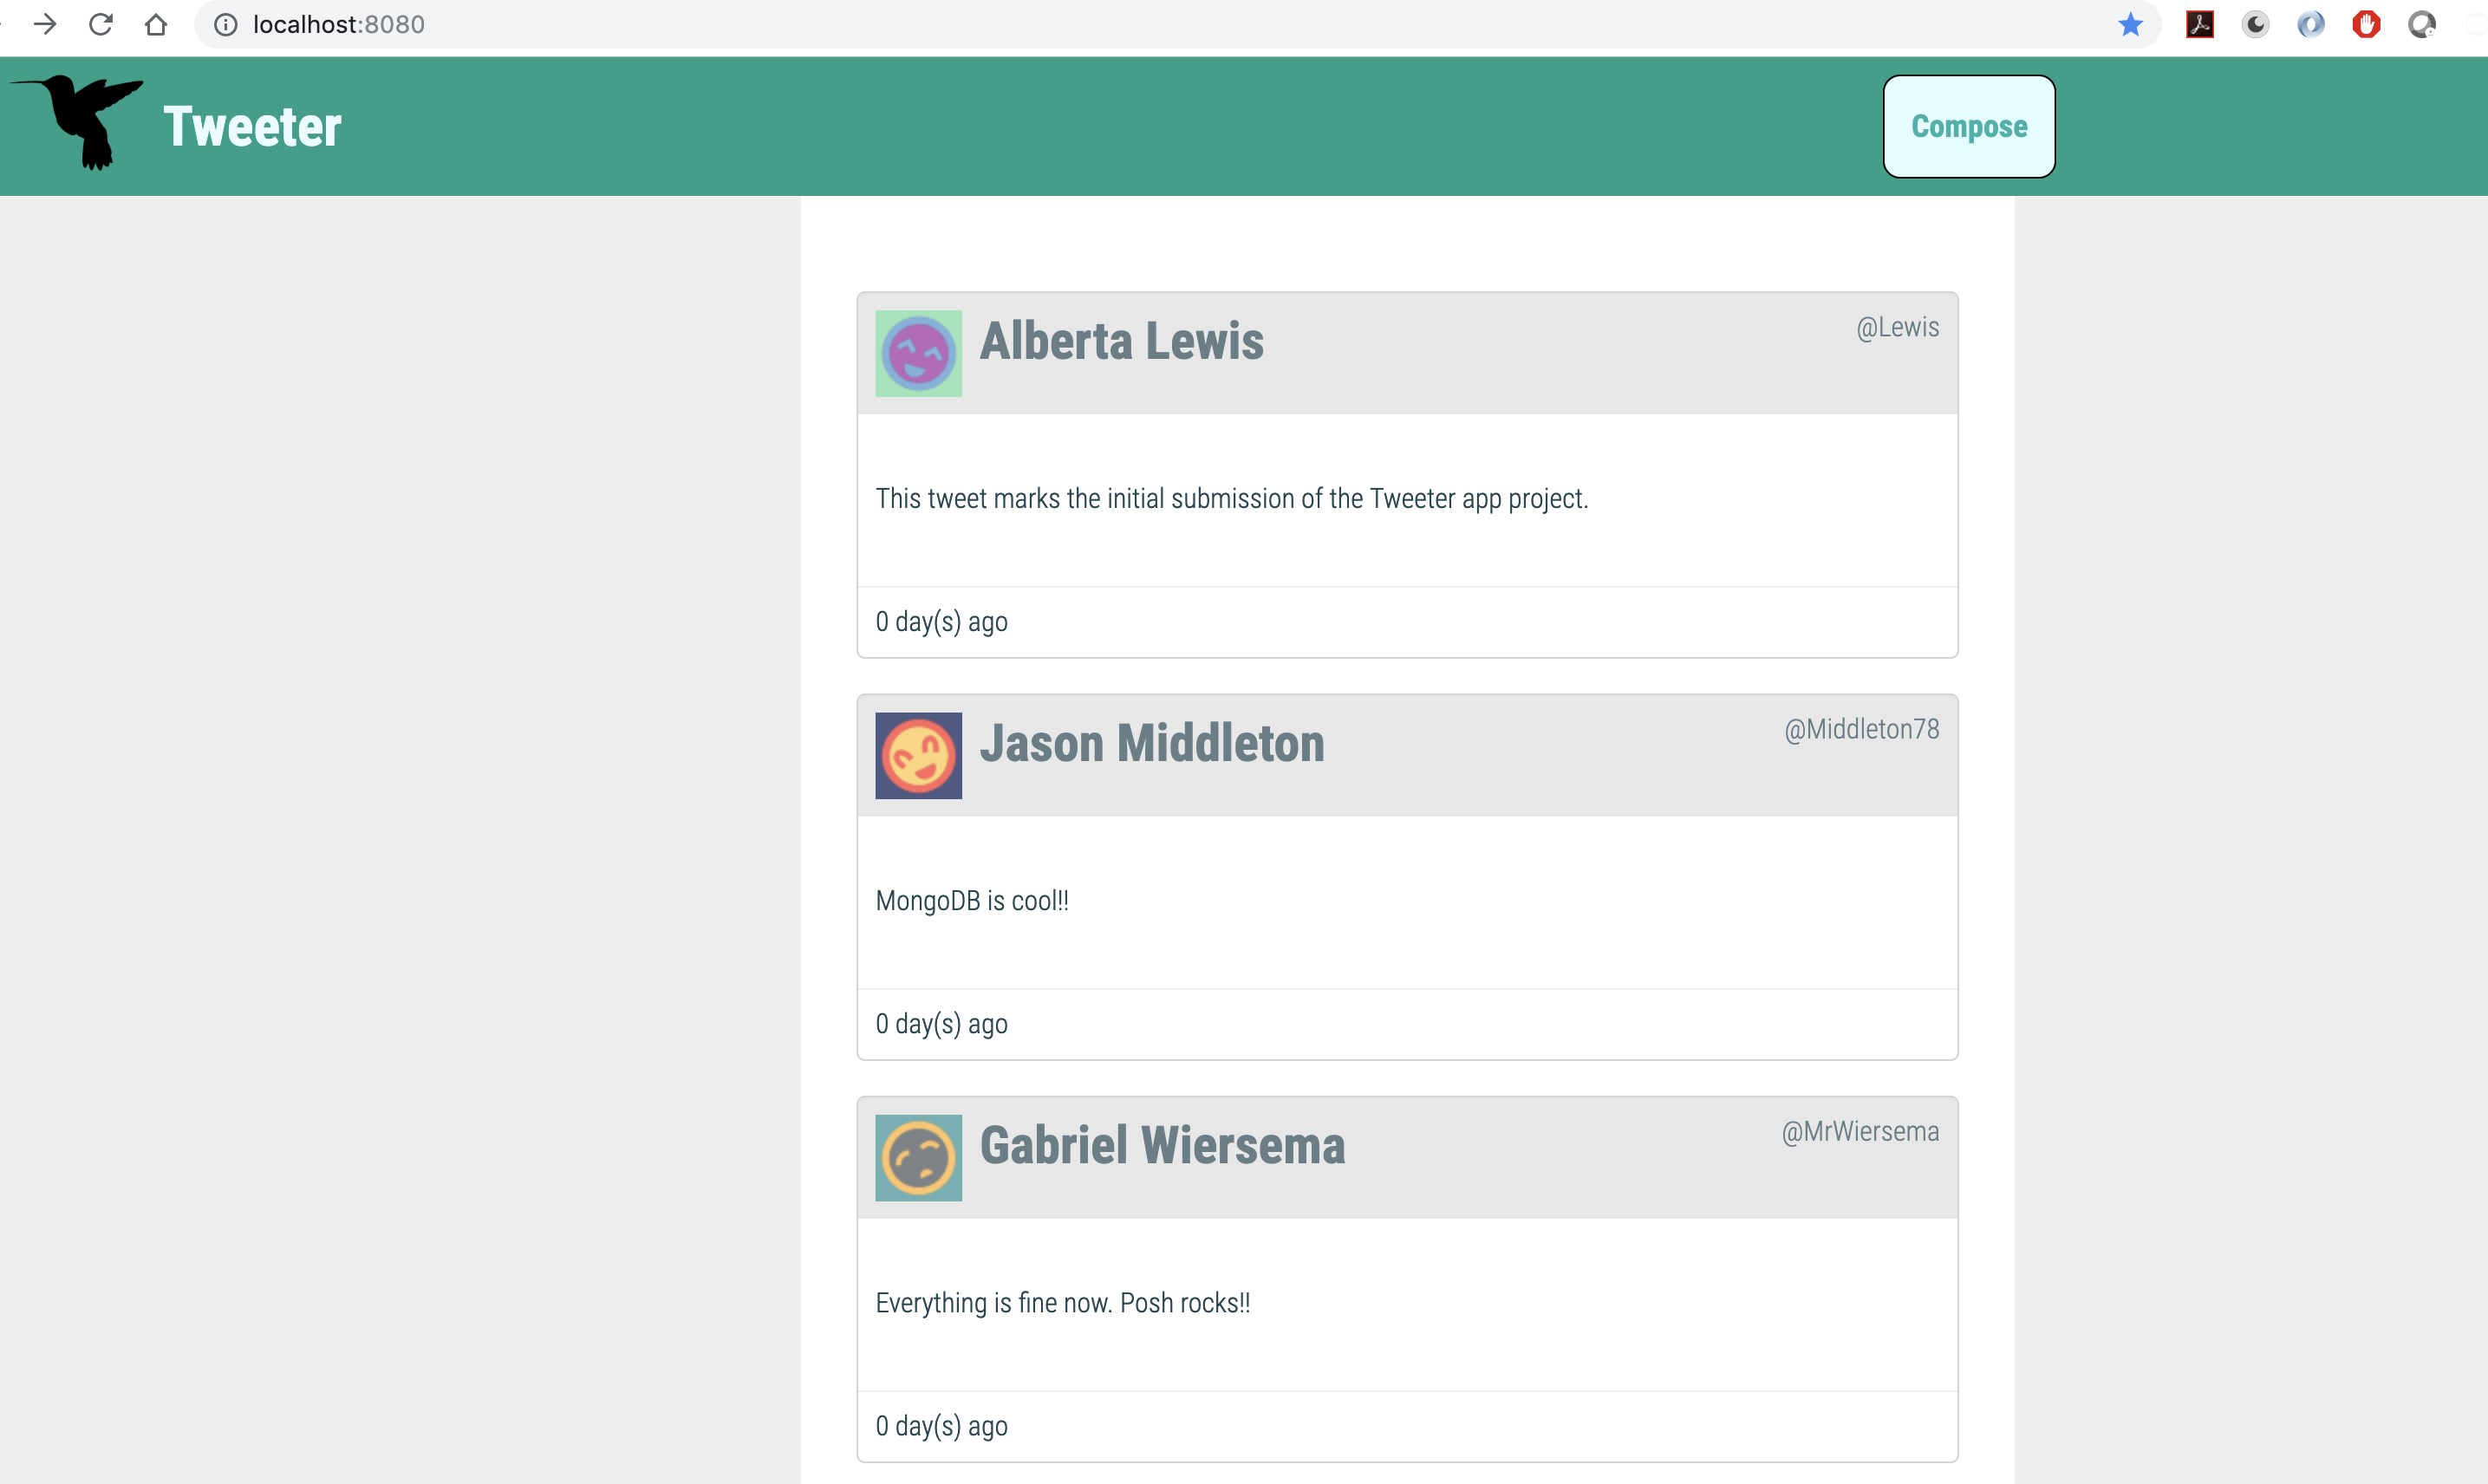 localhost:8080
Tweeter
Compose
Alberta Lewis
@Lewis
This tweet marks the initial submission of the Tweeter app project.
0 day(s) ago
Jason Middleton
@Middleton78
MongoDB is cool!!
0 day(s) ago
Gabriel Wiersema
@MrWiersema
Everything is fine now. Posh rocks!!
0 day(s) ago